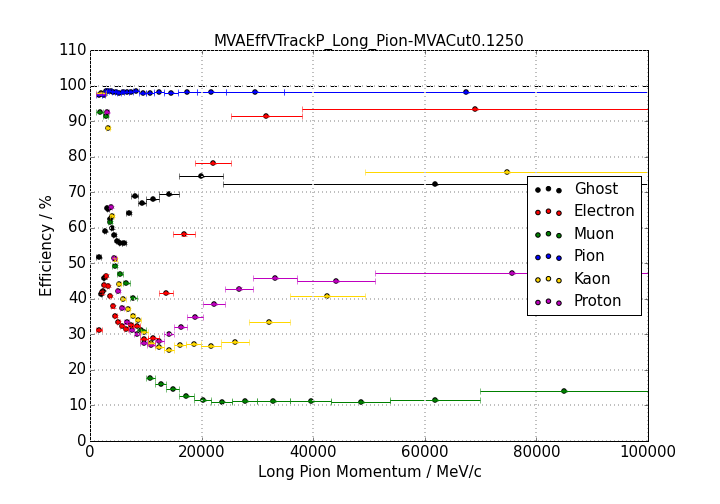 MVAEffVTrackP_Long_Pion-MVACut0.1250
110
100
90
80
70
60
50
40
30
20
10
0
Efficiency / %
Ghost
Electron
Muon
Pion
Kaon
Proton
0 20000 40000 60000 80000 100000
Long Pion Momentum / MeV/c